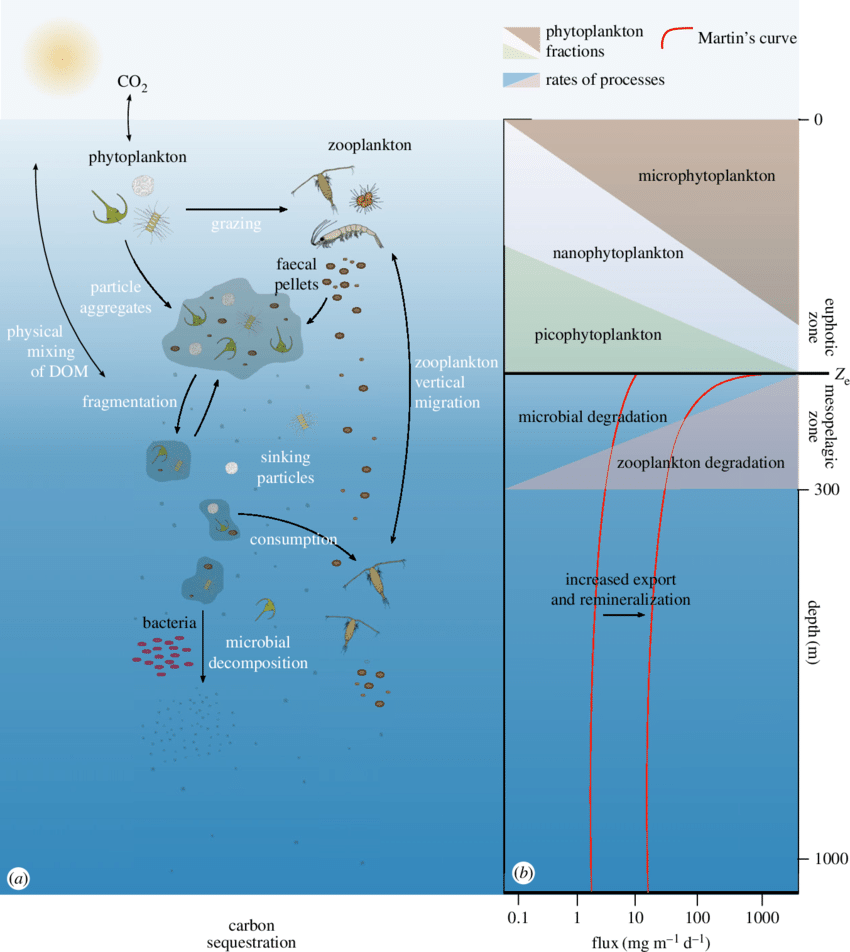 CO2
phytoplankton
zooplankton
grazing
faecal
pellets
particle
aggregates
physical
mixing
of DOM
zooplankton
vertical
migration
fragmentation
sinking
particles
consumption
bacteria
microbial
decomposition
(a)
carbon
sequestration
phytoplankton
fractions
Martin's curve
rates of processes
0
microphytoplankton
nanophytoplankton
picophytoplankton
euphotic
zone
Ze
mesopelagic
zone
microbial degradation
zooplankton degradation
300
increased export
and remineralization
depth (m)
1000
(b)
0.1 1 10 100 1000
flux (mg m–1 d–1)